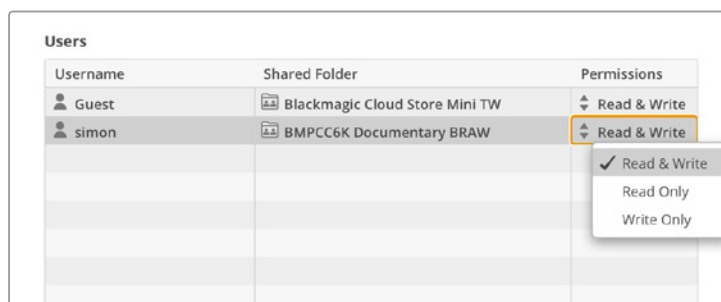 Users
Username Shared Folder Permissions
Guest Blackmagic Cloud Store Mini TW Read & Write
simon BMPCC6K Documentary BRAW Read & Write
Read & Write
Read Only
Write Only